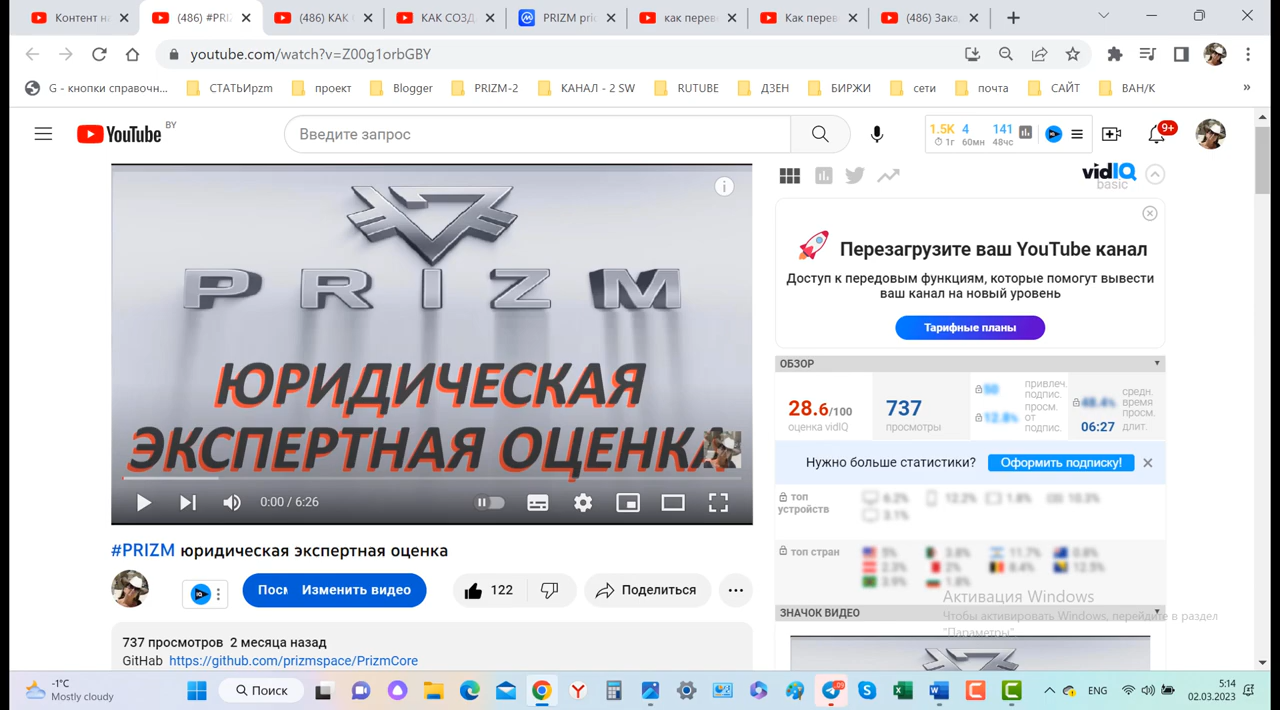 Контент н
(486) #PRIZ
(486) КАК
КАК СОЗД
PRIZM pri
как перев
Как перев
(486) Зака
youtube.com/watch?v=Z00g1orbGBY
G - кнопки справочн...
СТАТЬИpzm
проект
Blogger
PRIZM-2
КАНАЛ - 2 SW
RUTUBE
ДЗЕН
БИРЖИ
сети
почта
САЙТ
ВАН/К
»
YouTube BY
Введите запрос
1.5K 4 141
1г 60мн 48час
9+
vidIQ
basic
PRIZM
ЮРИДИЧЕСКАЯ
ЭКСПЕРТНАЯ ОЦЕНКА
0:00 / 6:26
Перезагрузите ваш YouTube канал
Доступ к передовым функциям, которые помогут вывести
ваш канал на новый уровень
Тарифные планы
ОБЗОР
28.6/100
оценка vidIQ
737
просмотры
привлеч.
подпис.
просм.
от
подпис.
06:27
средн.
время
просм.
длит.
Нужно больше статистики?
Оформить подписку!
топ
устройств
топ стран
ЗНАЧОК ВИДЕО
#PRIZM юридическая экспертная оценка
Изменить видео
122
Поделиться
737 просмотров 2 месяца назад
GitHab https://github.com/prizmspace/PrizmCore
Активация Windows
Чтобы активировать Windows, перейдите в раздел
"Параметры".
-1°C
Mostly cloudy
Поиск
ENG
5:14
02.03.2023